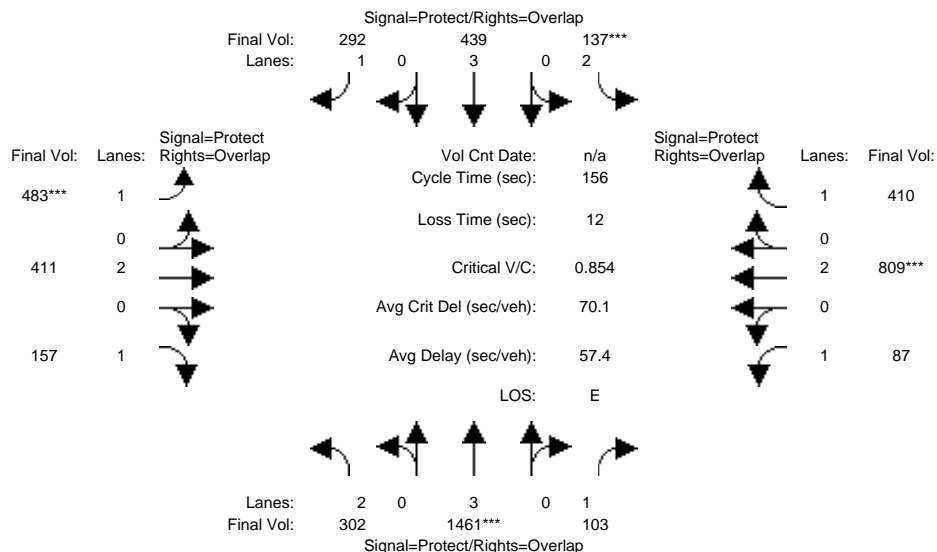 Signal=Protect/Rights=Overlap
Final Vol: 292 439 137***
Lanes: 1 0 3 0 2
Signal=Protect
Final Vol: Lanes: Rights=Overlap
Vol Cnt Date: n/a
Signal=Protect
Rights=Overlap Lanes: Final Vol:
Cycle Time (sec): 156
483*** 1
1 410
Loss Time (sec): 12
0
0
411 2
Critical V/C: 0.854
2 809***
0
Avg Crit Del (sec/veh): 70.1
0
157 1
Avg Delay (sec/veh): 57.4
1 87
LOS: E
Lanes: 2 0 3 0 1
Final Vol: 302 1461*** 103
Signal=Protect/Rights=Overlap